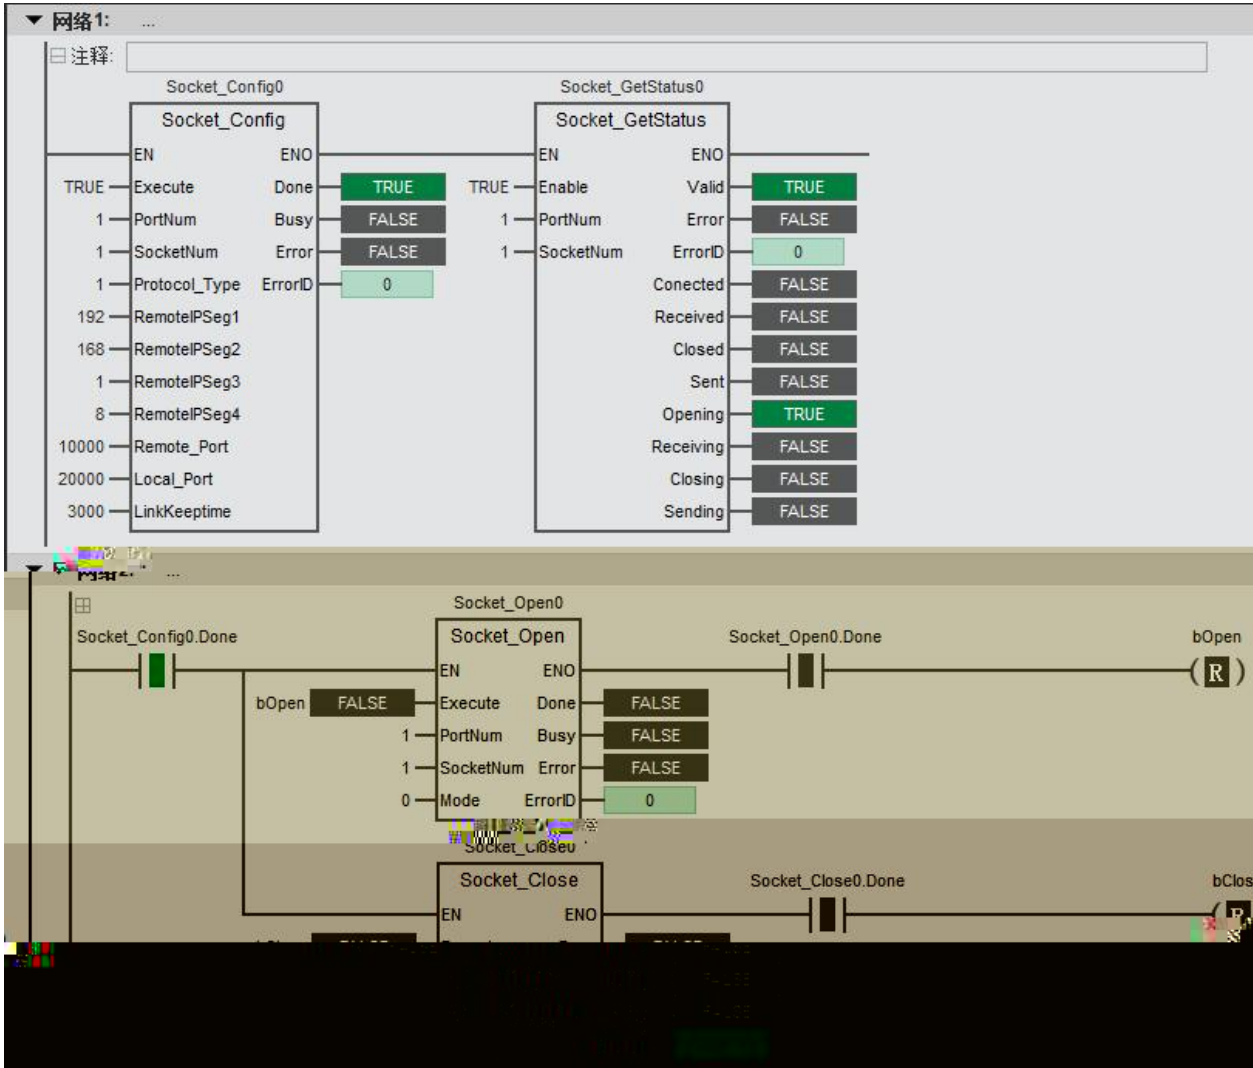 网络1: ...
注释:
Socket_Config0 Socket_GetStatus0
Socket_Config Socket_GetStatus
EN ENO EN ENO
TRUE Execute Done TRUE TRUE Enable Valid TRUE
1 PortNum Busy FALSE 1 PortNum Error FALSE
1 SocketNum Error FALSE 1 SocketNum ErrorID 0
1 Protocol_Type ErrorID 0 Conected FALSE
192 RemoteIPSeg1 Received FALSE
168 RemoteIPSeg2 Closed FALSE
1 RemoteIPSeg3 Sent FALSE
8 RemoteIPSeg4 Opening TRUE
10000 Remote_Port Receiving FALSE
20000 Local_Port Closing FALSE
3000 LinkKeeptime Sending FALSE
...
Socket_Open0
Socket_Config0.Done Socket_Open Socket_Open0.Done bOpen
EN ENO R
bOpen FALSE Execute Done FALSE
1 PortNum Busy FALSE
1 SocketNum Error FALSE
0 Mode ErrorID 0
Socket_Close0
Socket_Close Socket_Close0.Done bClos
EN ENO R